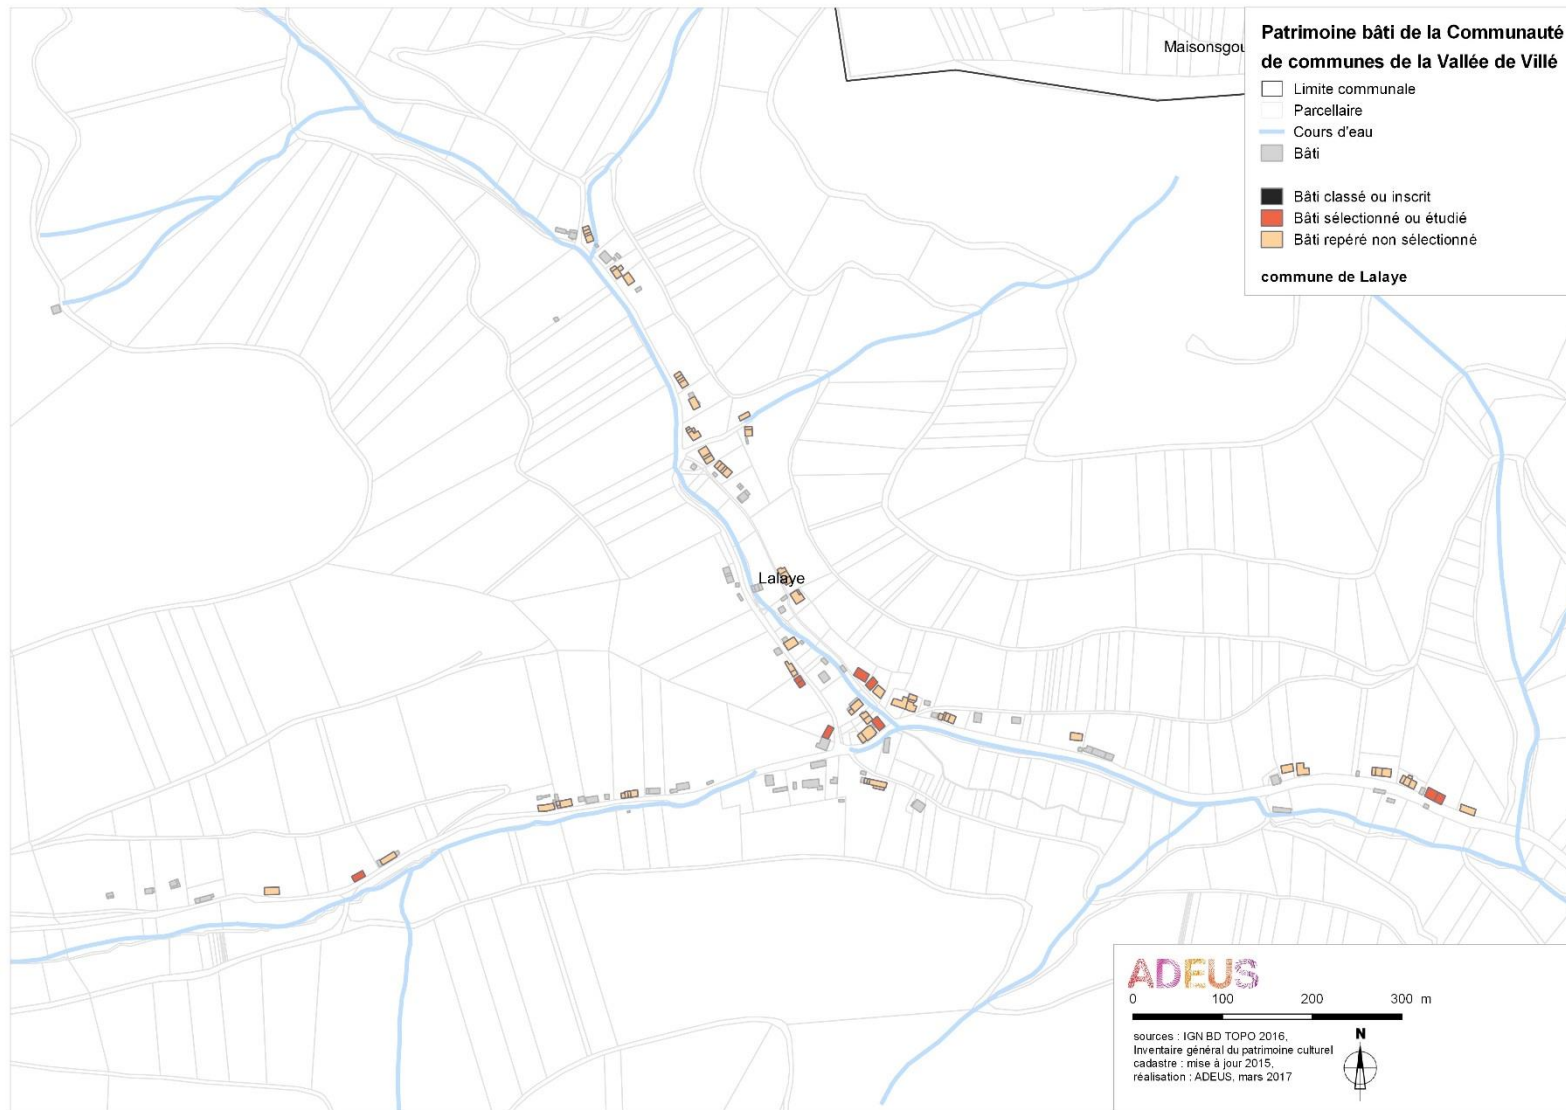 Maisonsgou
Patrimoine bâti de la Communauté
de communes de la Vallée de Villé
Limite communale
Parcellaire
Cours d'eau
Bâti
Bâti classé ou inscrit
Bâti sélectionné ou étudié
Bâti repéré non sélectionné
commune de Lalaye
Lalaye
ADEUS
0 100 200 300 m
sources : IGN BD TOPO 2016,
Inventaire général du patrimoine culturel
cadastre : mise à jour 2015,
réalisation : ADEUS, mars 2017
N